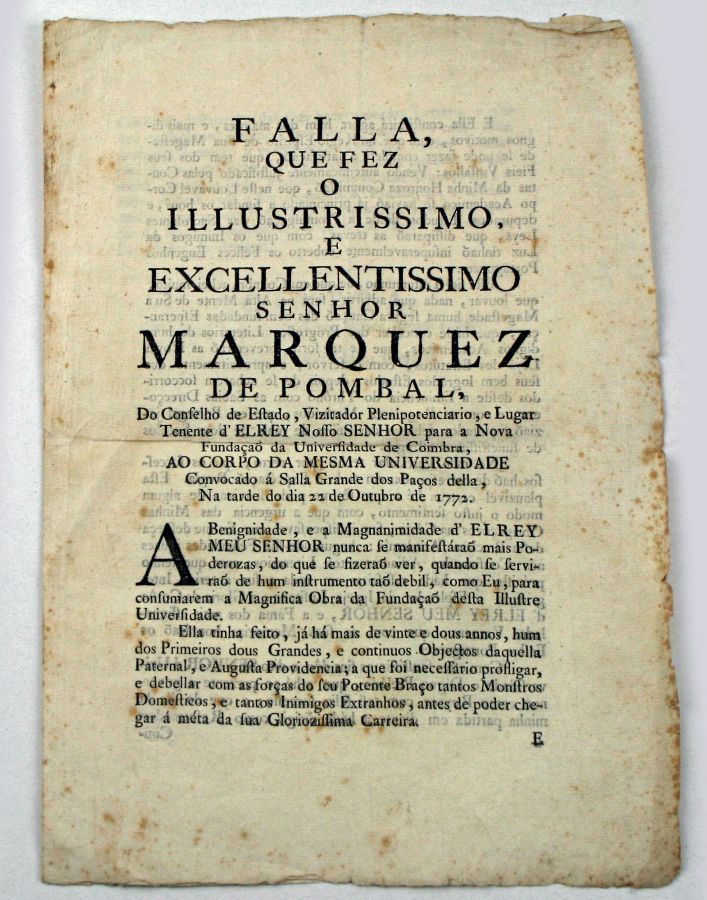 FALLA,
QUE FEZ
O
ILLUSTRISSIMO,
E
EXCELLENTISSIMO
SENHOR
MARQUEZ
DE POMBAL,
Do Conſelho de Eſtado, Vizitador Plenipotenciario, e Lugar
Tenente d' ELREY Noſſo SENHOR para a Nova
Fundaçaõ da Univerſidade de Coimbra,
AO CORPO DA MESMA UNIVERSIDADE
Convocado á Salla Grande dos Paços della,
Na tarde do dia 22 de Outubro de 1772.
A Benignidade, e a Magnanimidade d' ELREY
MEU SENHOR nunca ſe manifeſtáraõ mais Po-
derozas, do que ſe fizeraõ ver, quando ſe ſervi-
raõ de hum inſtrumento taõ debil, como Eu, para
conſumarem a Magnifica Obra da Fundaçaõ déſta Illuſtre
Univerſidade.
Ella tinha feito, já há mais de vinte e dous annos, hum
dos Primeiros dous Grandes, e continuos Objectos daquella
Paternal, e Auguſta Providencia; a que foi neceſſario profligar,
e debellar com as forças do ſeu Potente Braço tantos Monſtros
Domeſticos, e tantos Inimigos Extranhos, antes de poder che-
gar á méta da ſua Glorioziſſima Carreira.
E